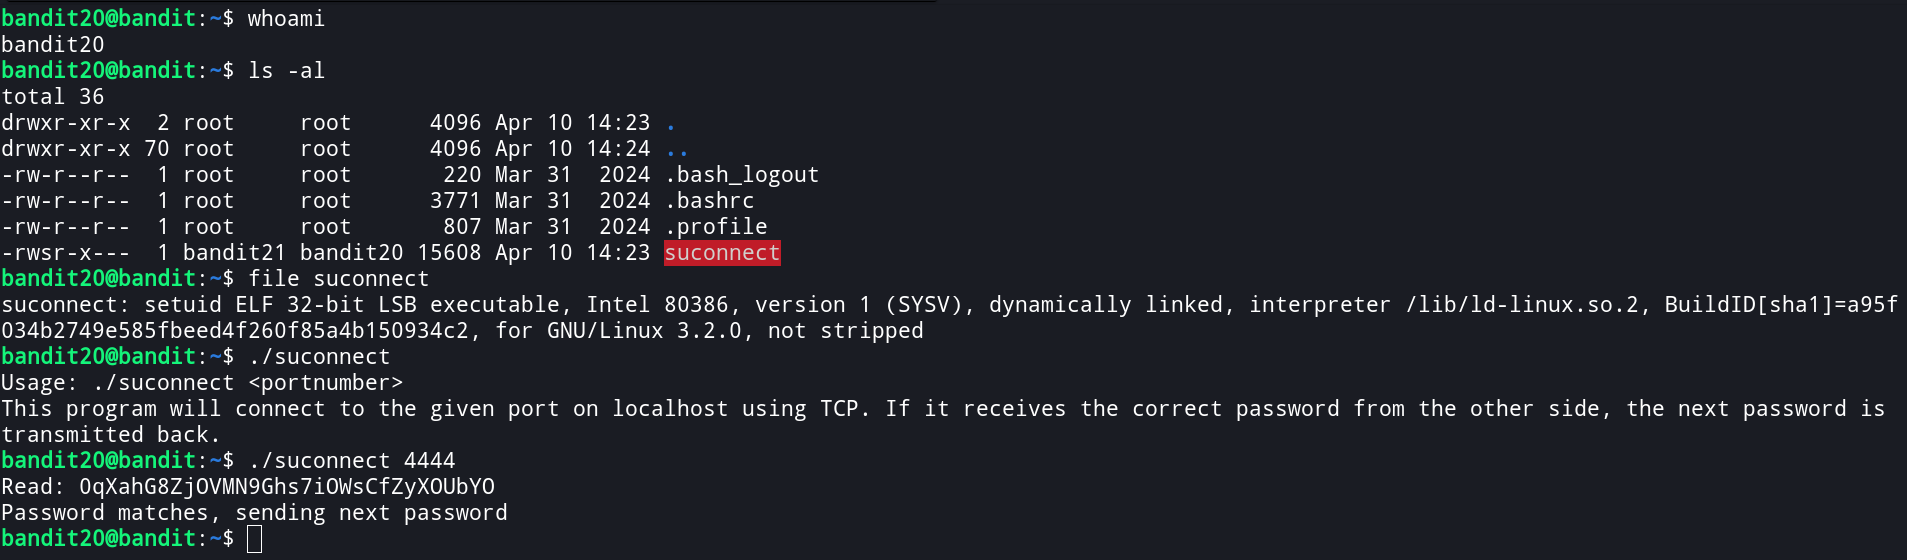 bandit20@bandit:~$ whoami
bandit20
bandit20@bandit:~$ ls -al
total 36
drwxr-xr-x  2 root     root      4096 Apr 10 14:23 .
drwxr-xr-x 70 root     root      4096 Apr 10 14:24 ..
-rw-r--r--  1 root     root       220 Mar 31  2024 .bash_logout
-rw-r--r--  1 root     root      3771 Mar 31  2024 .bashrc
-rw-r--r--  1 root     root       807 Mar 31  2024 .profile
-rwsr-x---  1 bandit21 bandit20 15608 Apr 10 14:23 suconnect
bandit20@bandit:~$ file suconnect
suconnect: setuid ELF 32-bit LSB executable, Intel 80386, version 1 (SYSV), dynamically linked, interpreter /lib/ld-linux.so.2, BuildID[sha1]=a95f
034b2749e585fbeed4f260f85a4b150934c2, for GNU/Linux 3.2.0, not stripped
bandit20@bandit:~$ ./suconnect
Usage: ./suconnect <portnumber>
This program will connect to the given port on localhost using TCP. If it receives the correct password from the other side, the next password is
transmitted back.
bandit20@bandit:~$ ./suconnect 4444
Read: 0qXahG8ZjOVMN9Ghs7iOWsCfZyXOUbYO
Password matches, sending next password
bandit20@bandit:~$